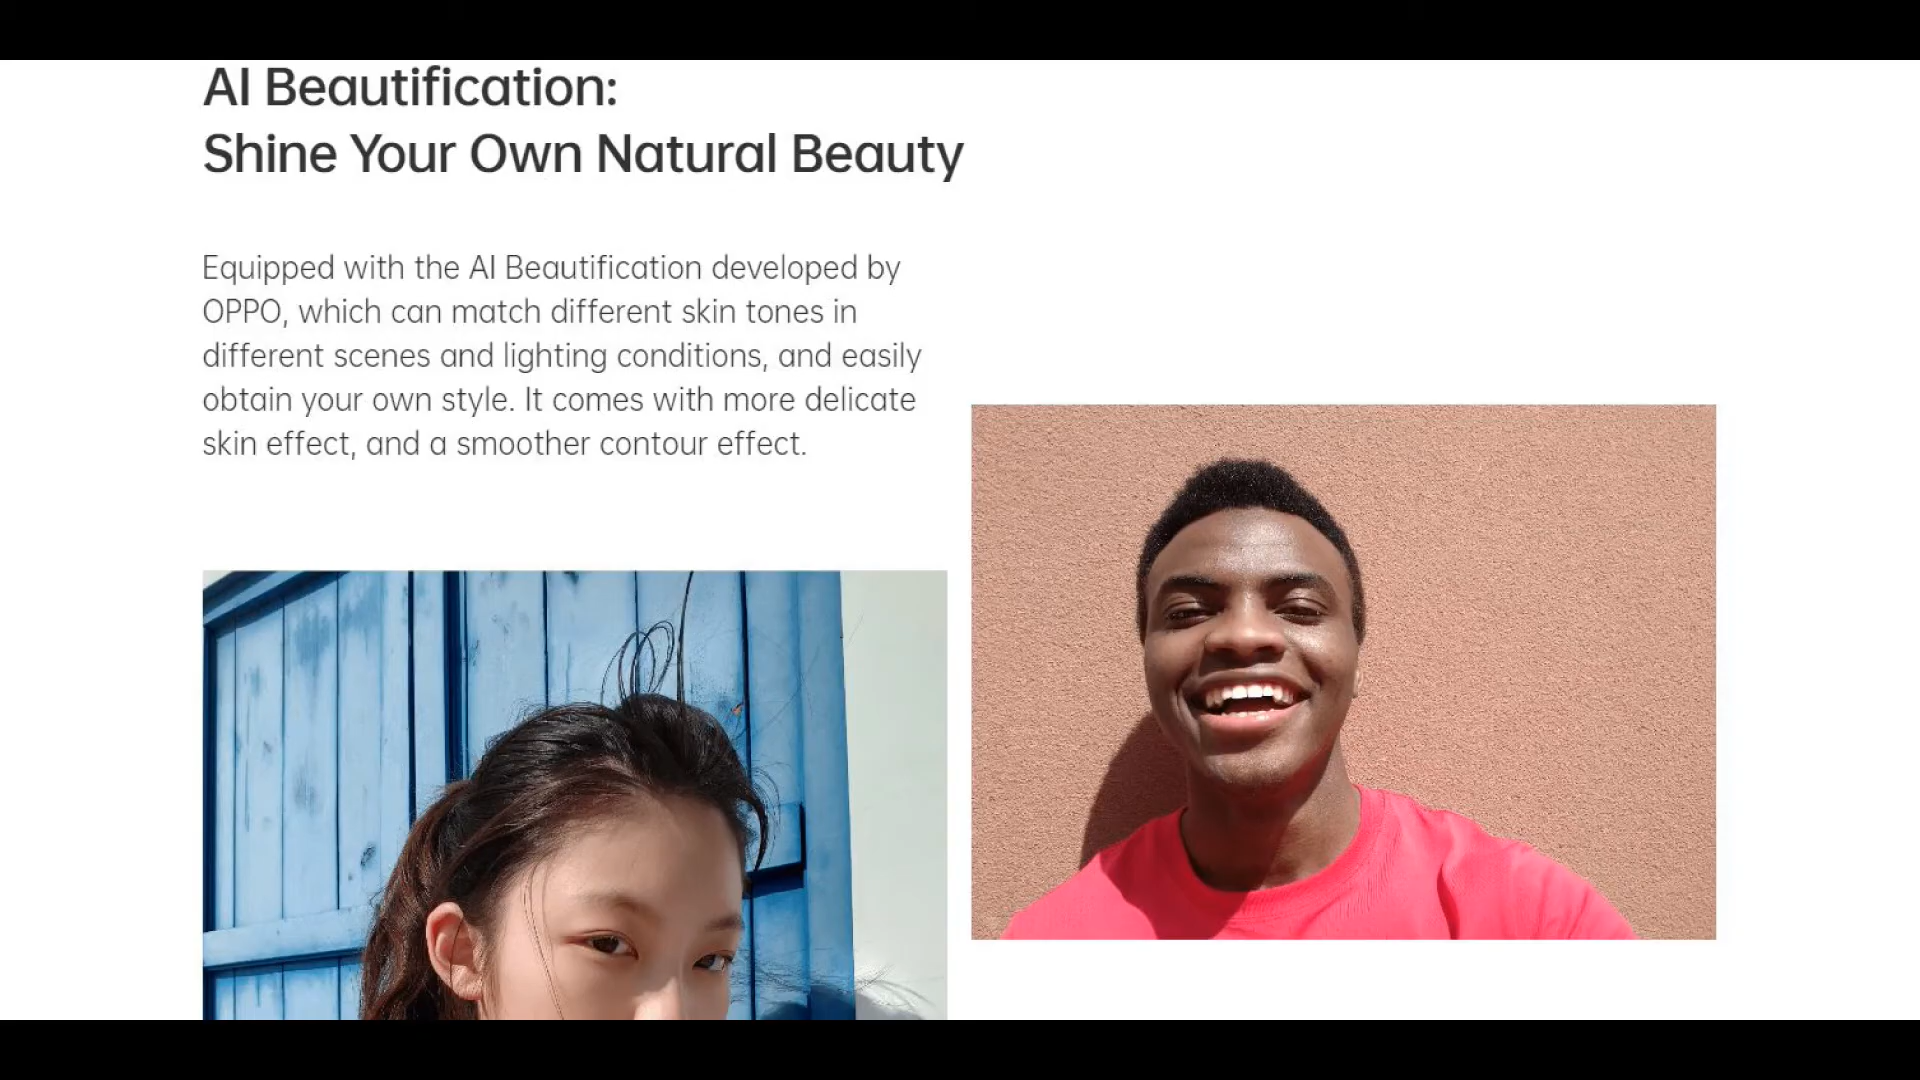 AI Beautification:
Shine Your Own Natural Beauty
Equipped with the AI Beautification developed by
OPPO, which can match different skin tones in
different scenes and lighting conditions, and easily
obtain your own style. It comes with more delicate
skin effect, and a smoother contour effect.